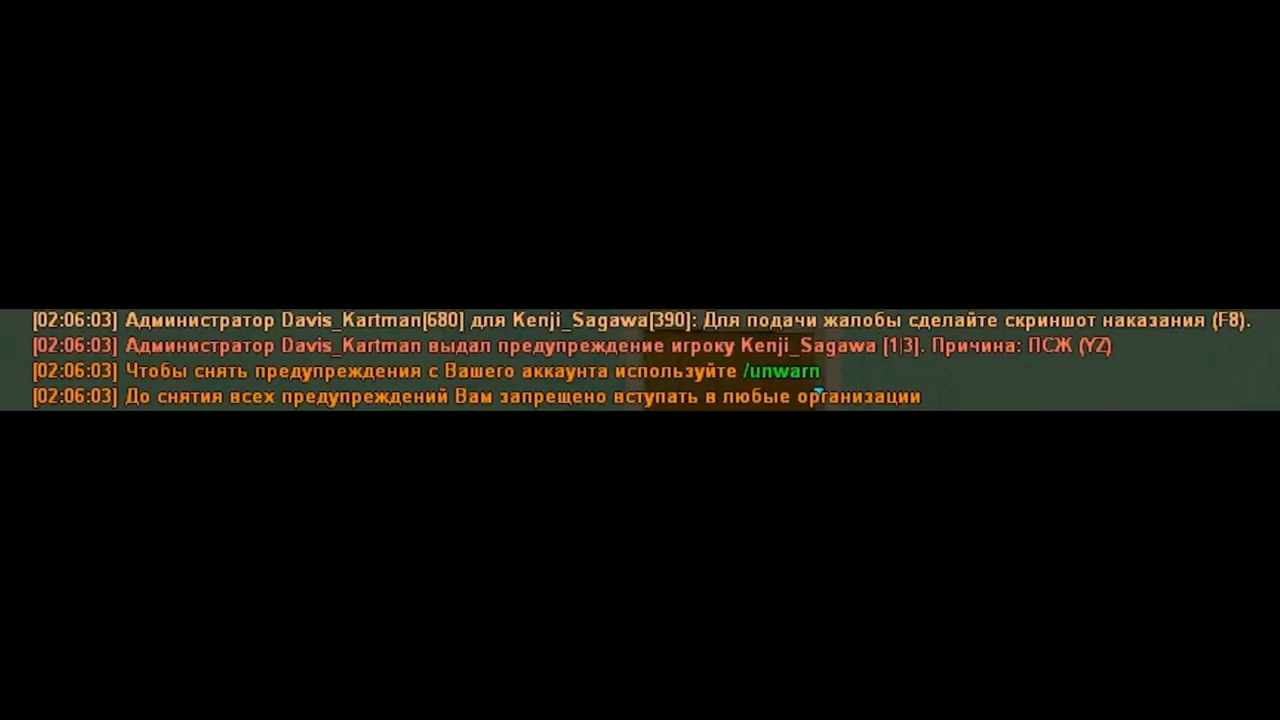 [02:06:03] Администратор Davis_Kartman[680] для Kenji_Sagawa[390]: Для подачи жалобы сделайте скриншот наказания (F8).
[02:06:03] Администратор Davis_Kartman выдал предупреждение игроку Kenji_Sagawa [1|3]. Причина: ПСЖ (YZ)
[02:06:03] Чтобы снять предупреждения с Вашего аккаунта используйте /unwarn
[02:06:03] До снятия всех предупреждений Вам запрещено вступать в любые организации